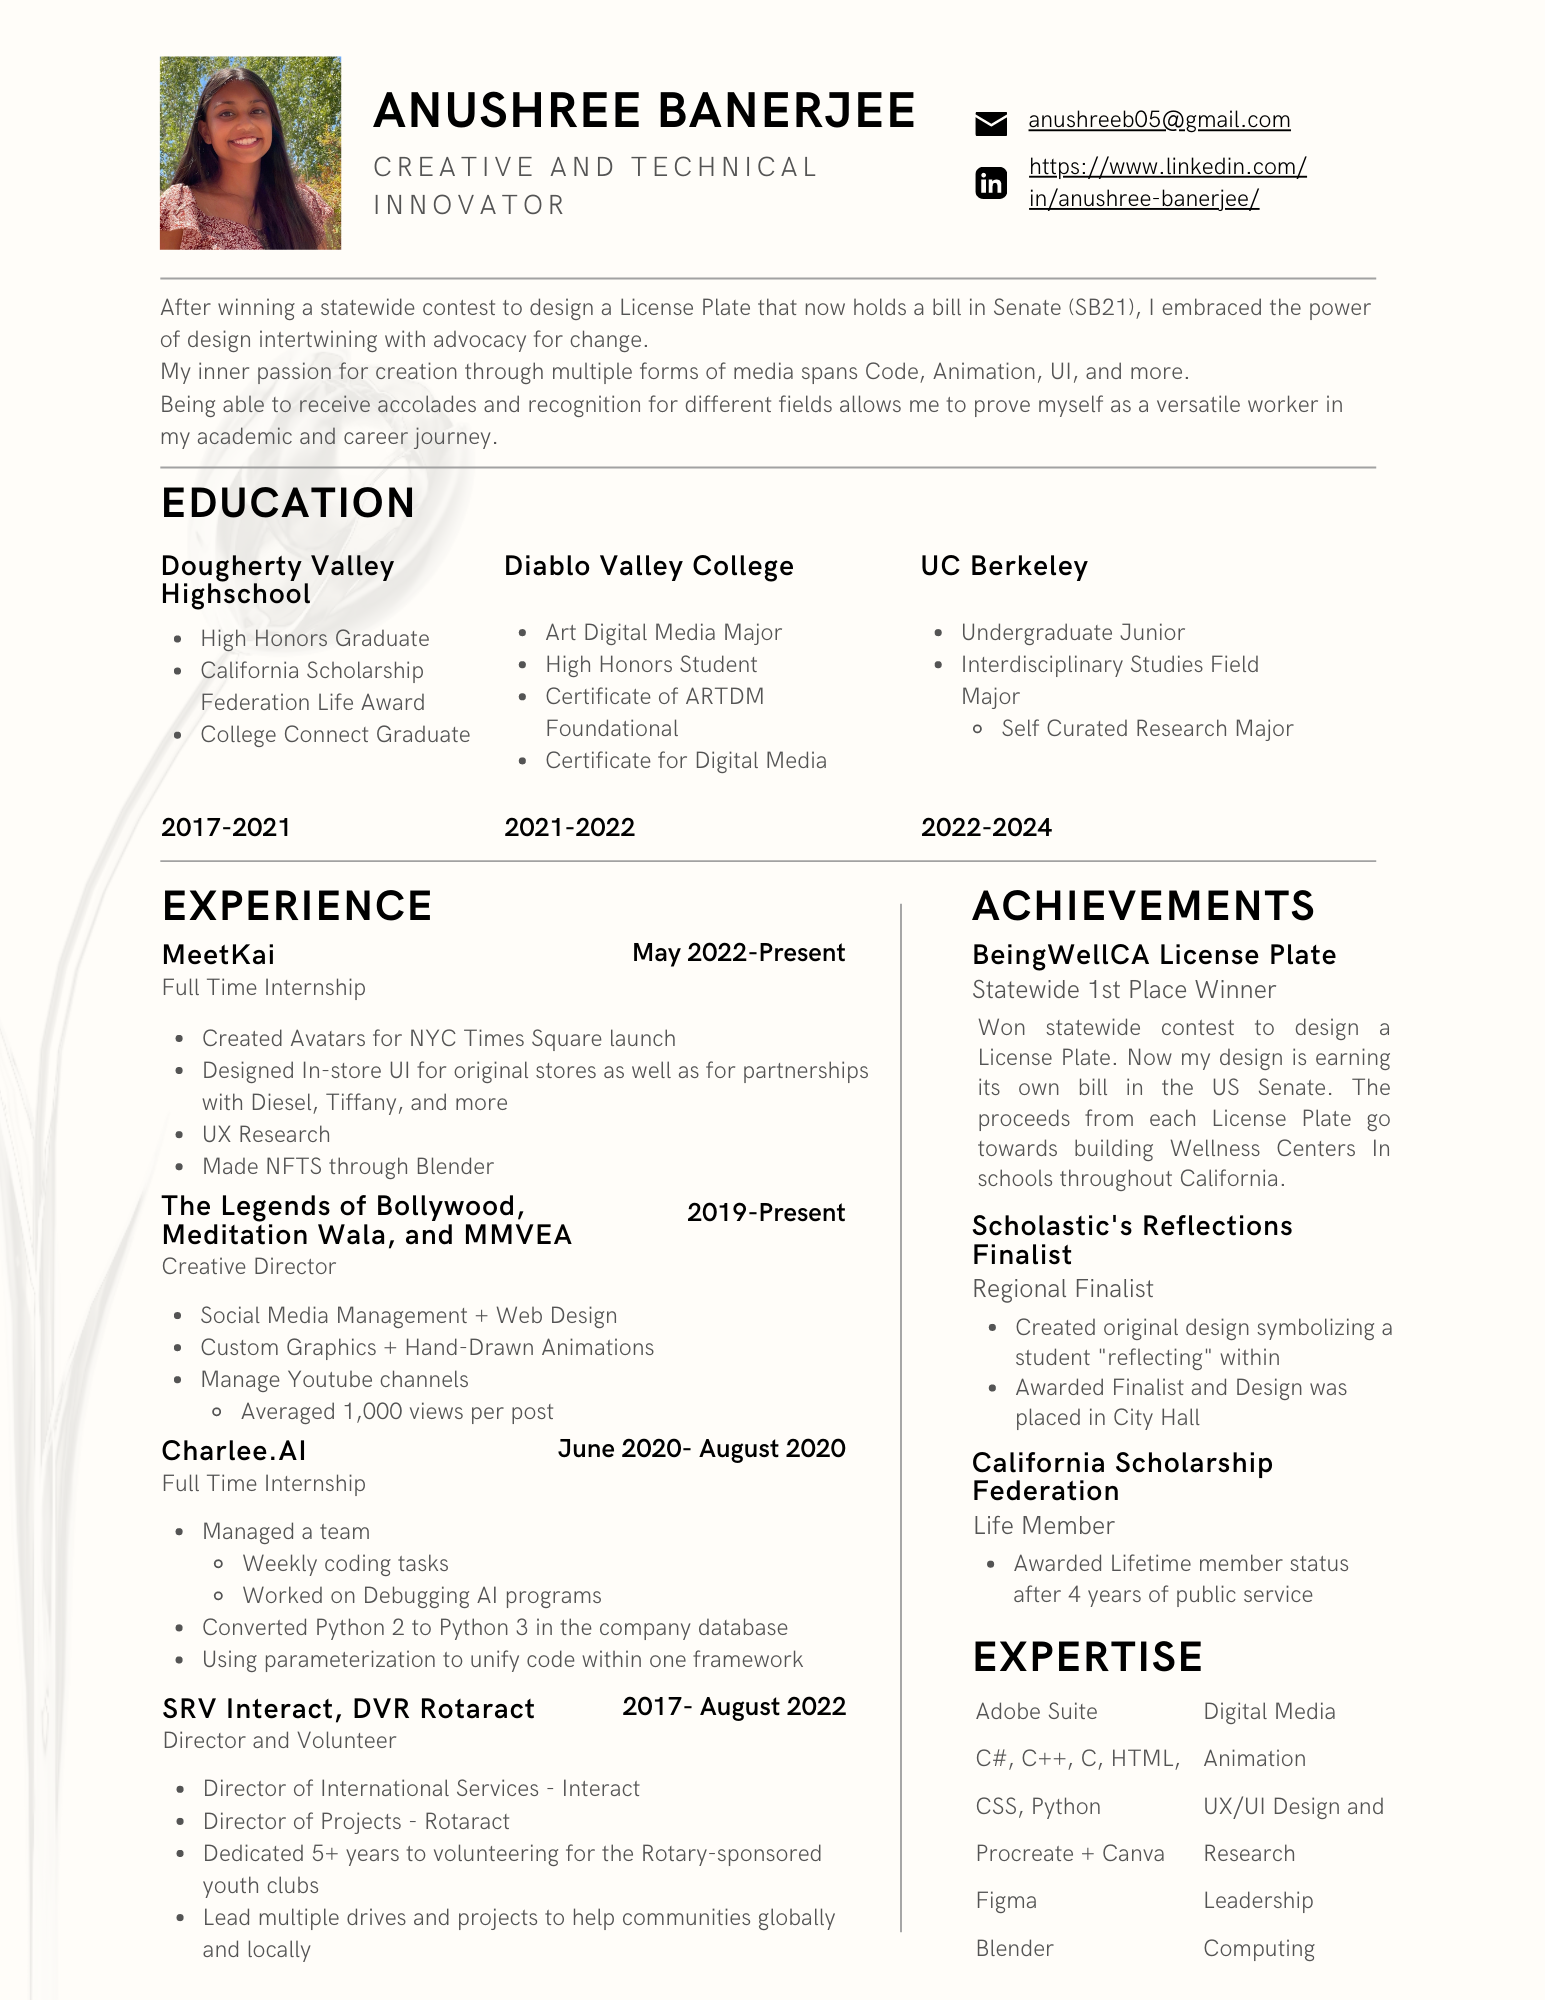 ANUSHREE BANERJEE
CREATIVE AND TECHNICAL
INNOVATOR
anushreeb05@gmail.com
https://www.linkedin.com/
in/anushree-banerjee/
After winning a statewide contest to design a License Plate that now holds a bill in Senate (SB21), I embraced the power
of design intertwining with advocacy for change.
My inner passion for creation through multiple forms of media spans Code, Animation, UI, and more.
Being able to receive accolades and recognition for different fields allows me to prove myself as a versatile worker in
my academic and career journey.
EDUCATION
Dougherty Valley
Highschool
• High Honors Graduate
• California Scholarship
Federation Life Award
• College Connect Graduate
2017-2021
Diablo Valley College
• Art Digital Media Major
• High Honors Student
• Certificate of ARTDM
Foundational
• Certificate for Digital Media
2021-2022
UC Berkeley
• Undergraduate Junior
• Interdisciplinary Studies Field
Major
◦ Self Curated Research Major
2022-2024
EXPERIENCE
MeetKai
May 2022-Present
Full Time Internship
• Created Avatars for NYC Times Square launch
• Designed In-store UI for original stores as well as for partnerships
with Diesel, Tiffany, and more
• UX Research
• Made NFTS through Blender
The Legends of Bollywood,
Meditation Wala, and MMVEA
2019-Present
Creative Director
• Social Media Management + Web Design
• Custom Graphics + Hand-Drawn Animations
• Manage Youtube channels
◦ Averaged 1,000 views per post
Charlee.AI
June 2020- August 2020
Full Time Internship
• Managed a team
◦ Weekly coding tasks
◦ Worked on Debugging AI programs
• Converted Python 2 to Python 3 in the company database
• Using parameterization to unify code within one framework
SRV Interact, DVR Rotaract
2017- August 2022
Director and Volunteer
• Director of International Services - Interact
• Director of Projects - Rotaract
• Dedicated 5+ years to volunteering for the Rotary-sponsored
youth clubs
• Lead multiple drives and projects to help communities globally
and locally
ACHIEVEMENTS
BeingWellCA License Plate
Statewide 1st Place Winner
Won statewide contest to design a
License Plate. Now my design is earning
its own bill in the US Senate. The
proceeds from each License Plate go
towards building Wellness Centers In
schools throughout California.
Scholastic's Reflections
Finalist
Regional Finalist
• Created original design symbolizing a
student "reflecting" within
• Awarded Finalist and Design was
placed in City Hall
California Scholarship
Federation
Life Member
• Awarded Lifetime member status
after 4 years of public service
EXPERTISE
Adobe Suite
C#, C++, C, HTML,
CSS, Python
Procreate + Canva
Figma
Blender
Digital Media
Animation
UX/UI Design and
Research
Leadership
Computing